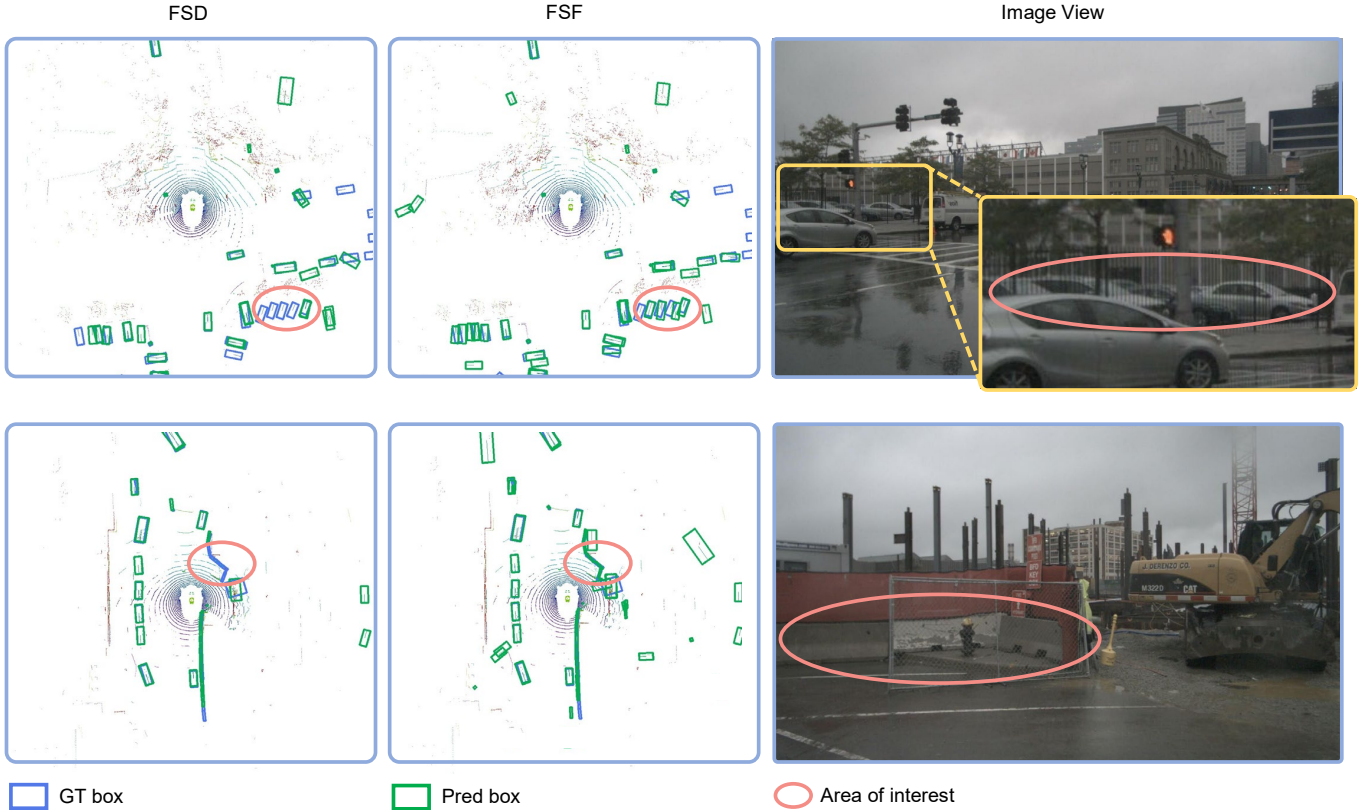 FSD
FSF
Image View
J. DERENZO CO.
M322D
CAT
GT box
Pred box
Area of interest